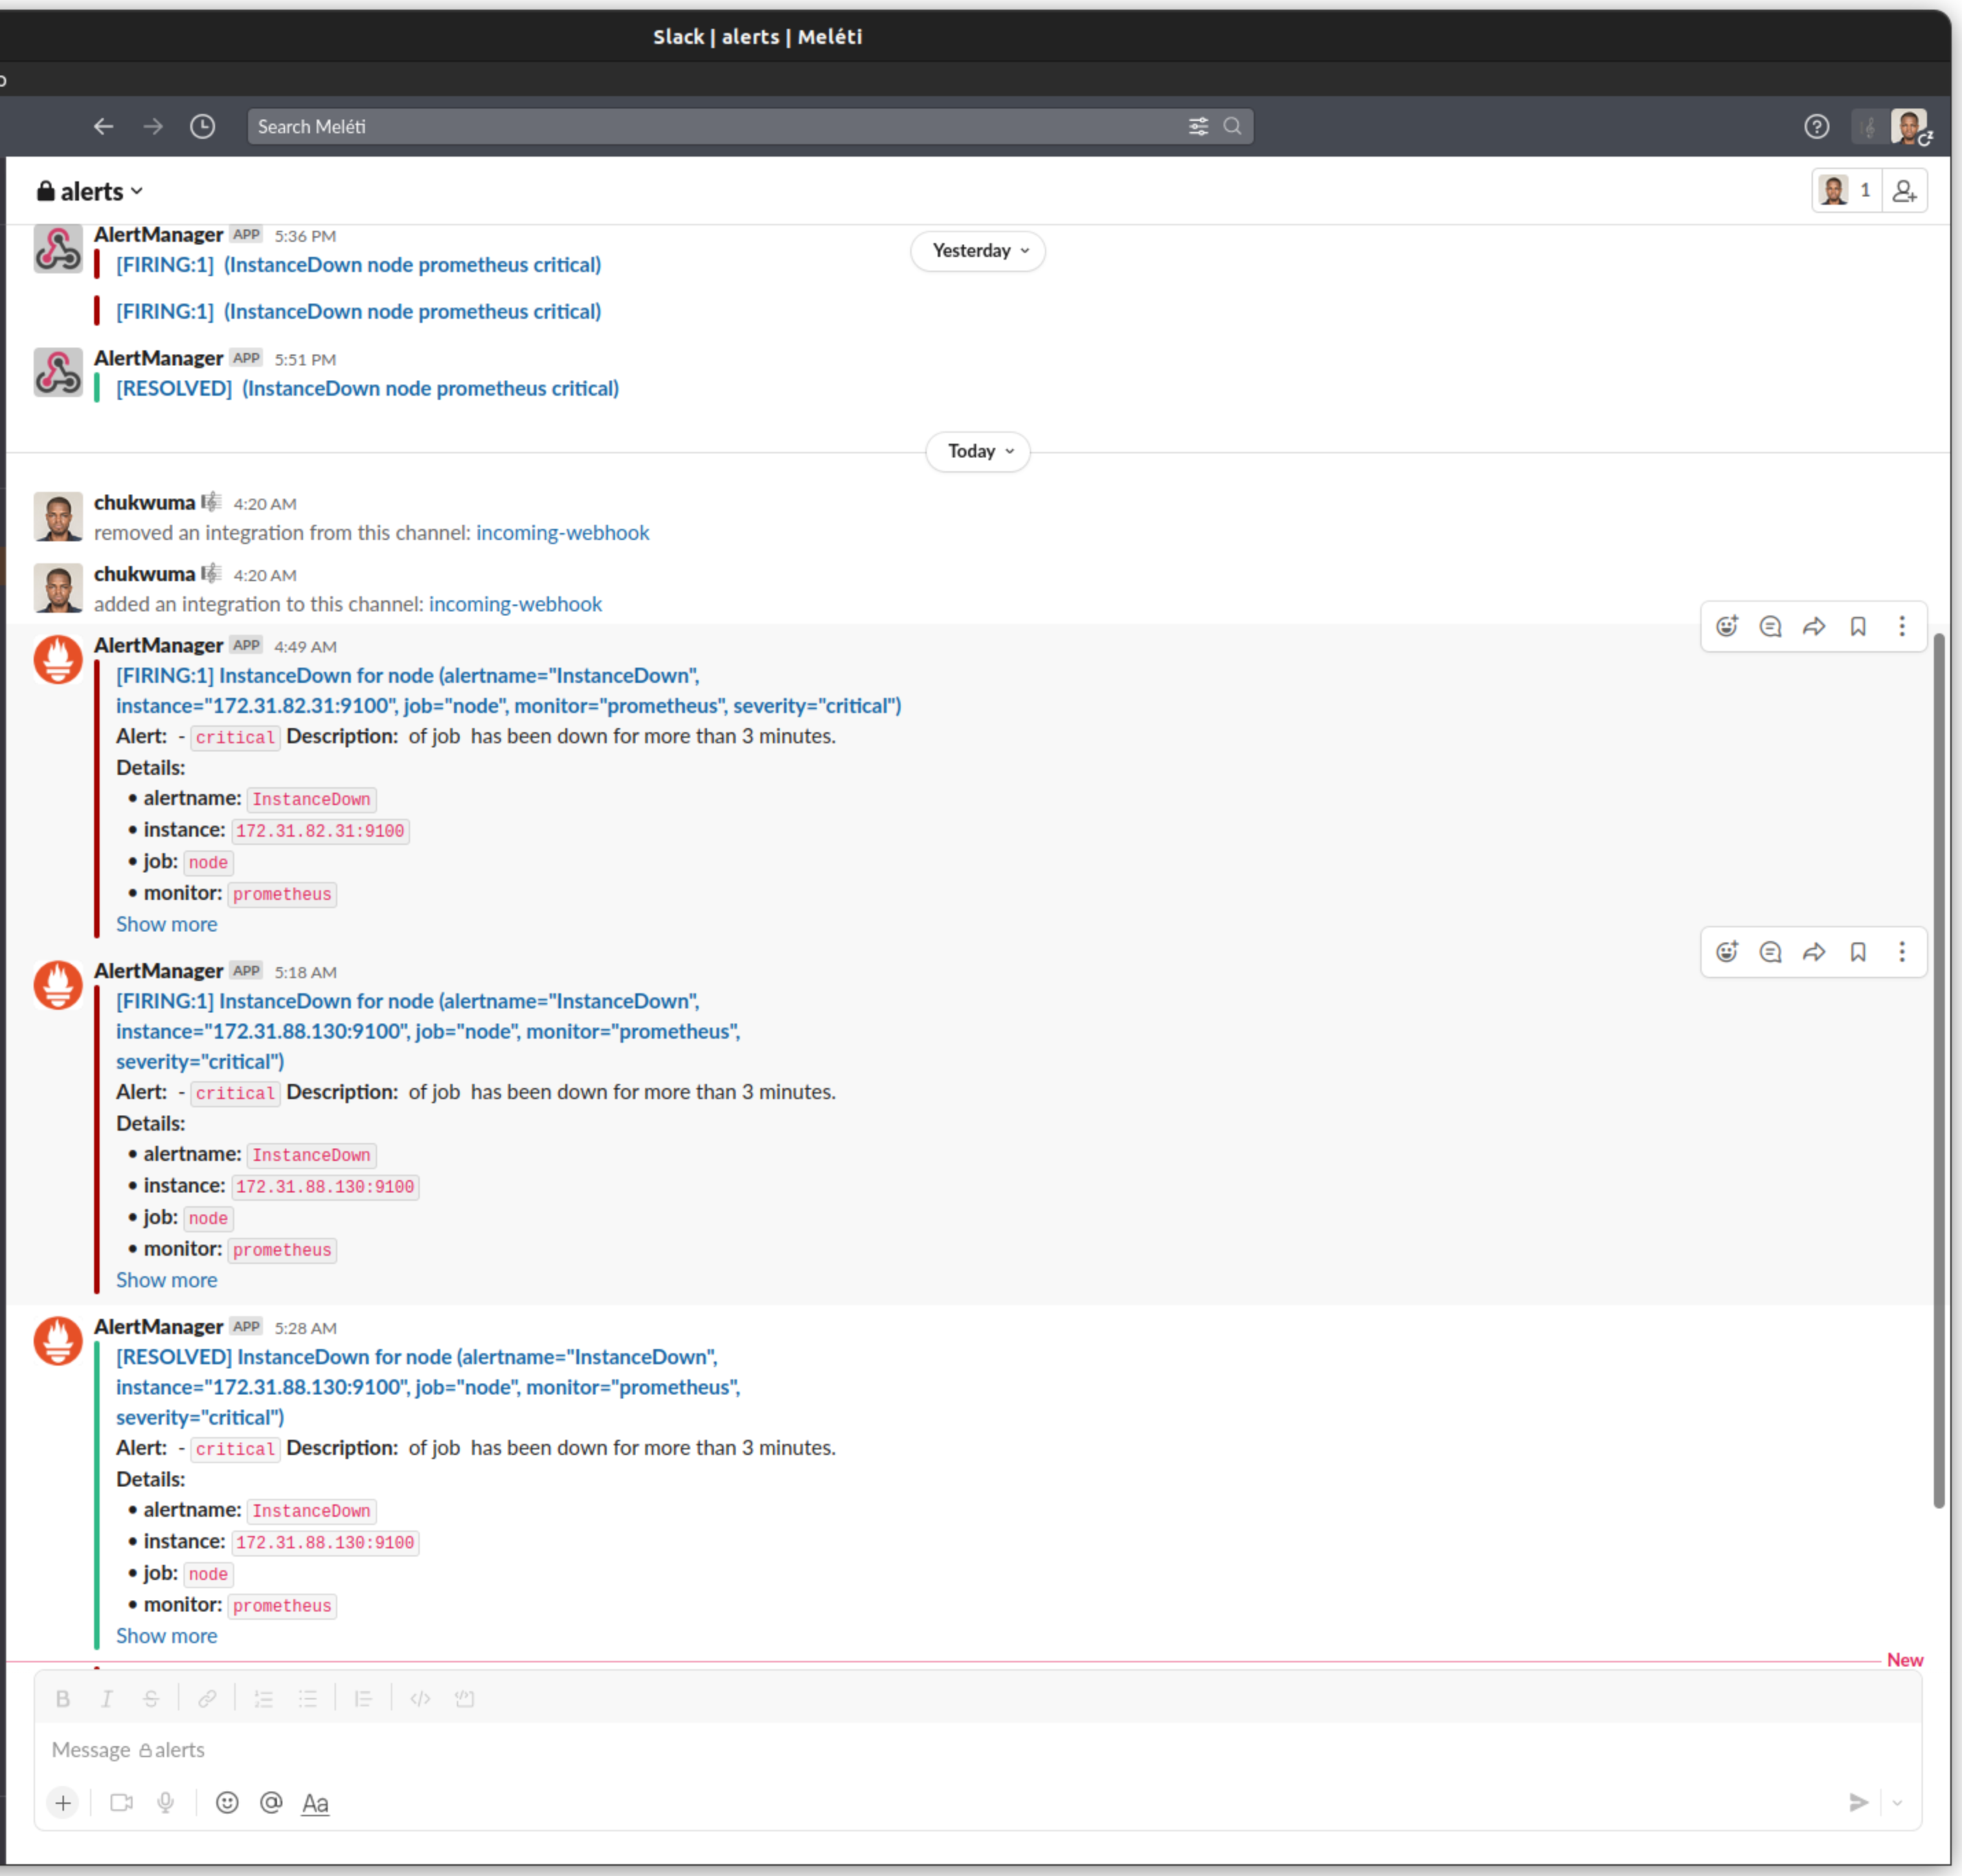 Slack | alerts | Meléti
Search Meléti
alerts
1
AlertManager APP 5:36 PM
Yesterday
[FIRING:1] (InstanceDown node prometheus critical)
[FIRING:1] (InstanceDown node prometheus critical)
AlertManager APP 5:51 PM
[RESOLVED] (InstanceDown node prometheus critical)
Today
chukwuma 4:20 AM
removed an integration from this channel: incoming-webhook
chukwuma 4:20 AM
added an integration to this channel: incoming-webhook
AlertManager APP 4:49 AM
[FIRING:1] InstanceDown for node (alertname="InstanceDown",
instance="172.31.82.31:9100", job="node", monitor="prometheus", severity="critical")
Alert: - critical Description: of job has been down for more than 3 minutes.
Details:
• alertname: InstanceDown
• instance: 172.31.82.31:9100
• job: node
• monitor: prometheus
Show more
AlertManager APP 5:18 AM
[FIRING:1] InstanceDown for node (alertname="InstanceDown",
instance="172.31.88.130:9100", job="node", monitor="prometheus",
severity="critical")
Alert: - critical Description: of job has been down for more than 3 minutes.
Details:
• alertname: InstanceDown
• instance: 172.31.88.130:9100
• job: node
• monitor: prometheus
Show more
AlertManager APP 5:28 AM
[RESOLVED] InstanceDown for node (alertname="InstanceDown",
instance="172.31.88.130:9100", job="node", monitor="prometheus",
severity="critical")
Alert: - critical Description: of job has been down for more than 3 minutes.
Details:
• alertname: InstanceDown
• instance: 172.31.88.130:9100
• job: node
• monitor: prometheus
Show more
New
B I S
Message alerts
+ @ Aa